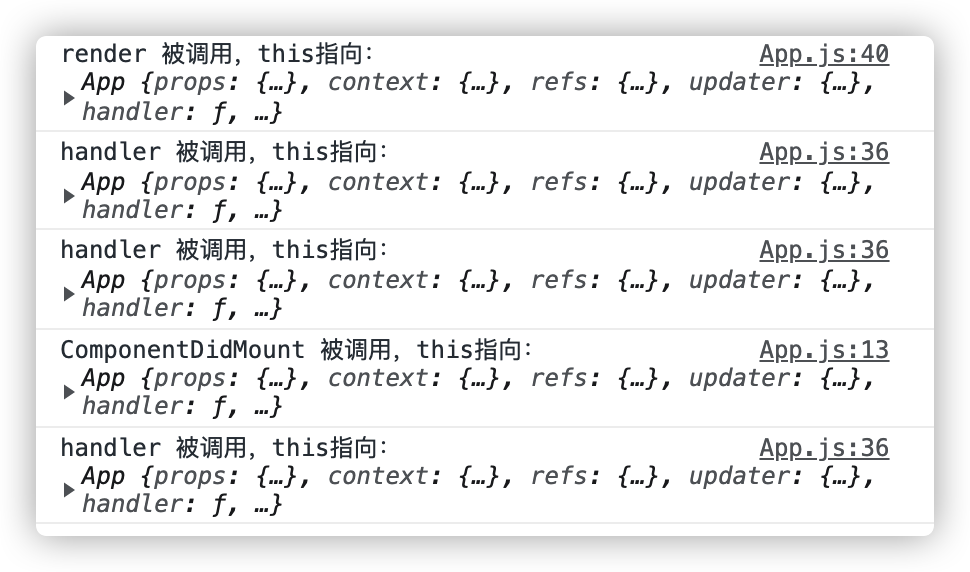 render 被调用，this指向： App.js:40
▶ App {props: {…}, context: {…}, refs: {…}, updater: {…},
handler: ƒ, …}
handler 被调用，this指向： App.js:36
▶ App {props: {…}, context: {…}, refs: {…}, updater: {…},
handler: ƒ, …}
handler 被调用，this指向： App.js:36
▶ App {props: {…}, context: {…}, refs: {…}, updater: {…},
handler: ƒ, …}
ComponentDidMount 被调用，this指向： App.js:13
▶ App {props: {…}, context: {…}, refs: {…}, updater: {…},
handler: ƒ, …}
handler 被调用，this指向： App.js:36
▶ App {props: {…}, context: {…}, refs: {…}, updater: {…},
handler: ƒ, …}